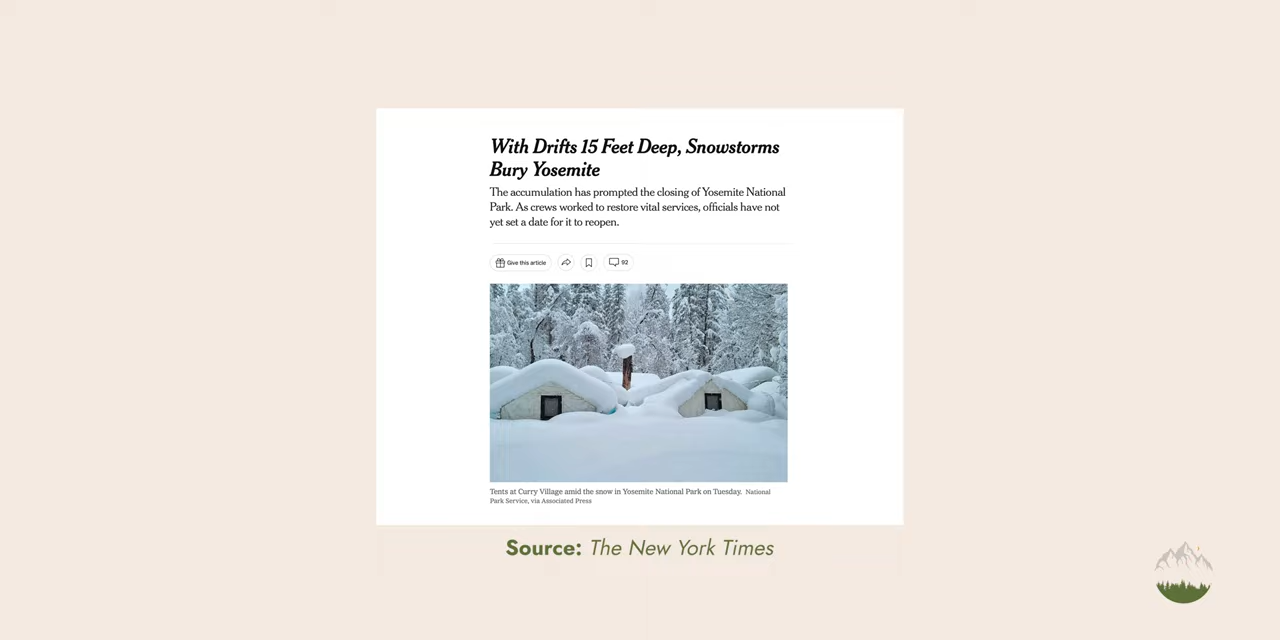 With Drifts 15 Feet Deep, Snowstorms
Bury Yosemite
The accumulation has prompted the closing of Yosemite National
Park. As crews worked to restore vital services, officials have not
yet set a date for it to reopen.
Give this article
92
Tents at Curry Village amid the snow in Yosemite National Park on Tuesday. National
Park Service, via Associated Press
Source: The New York Times